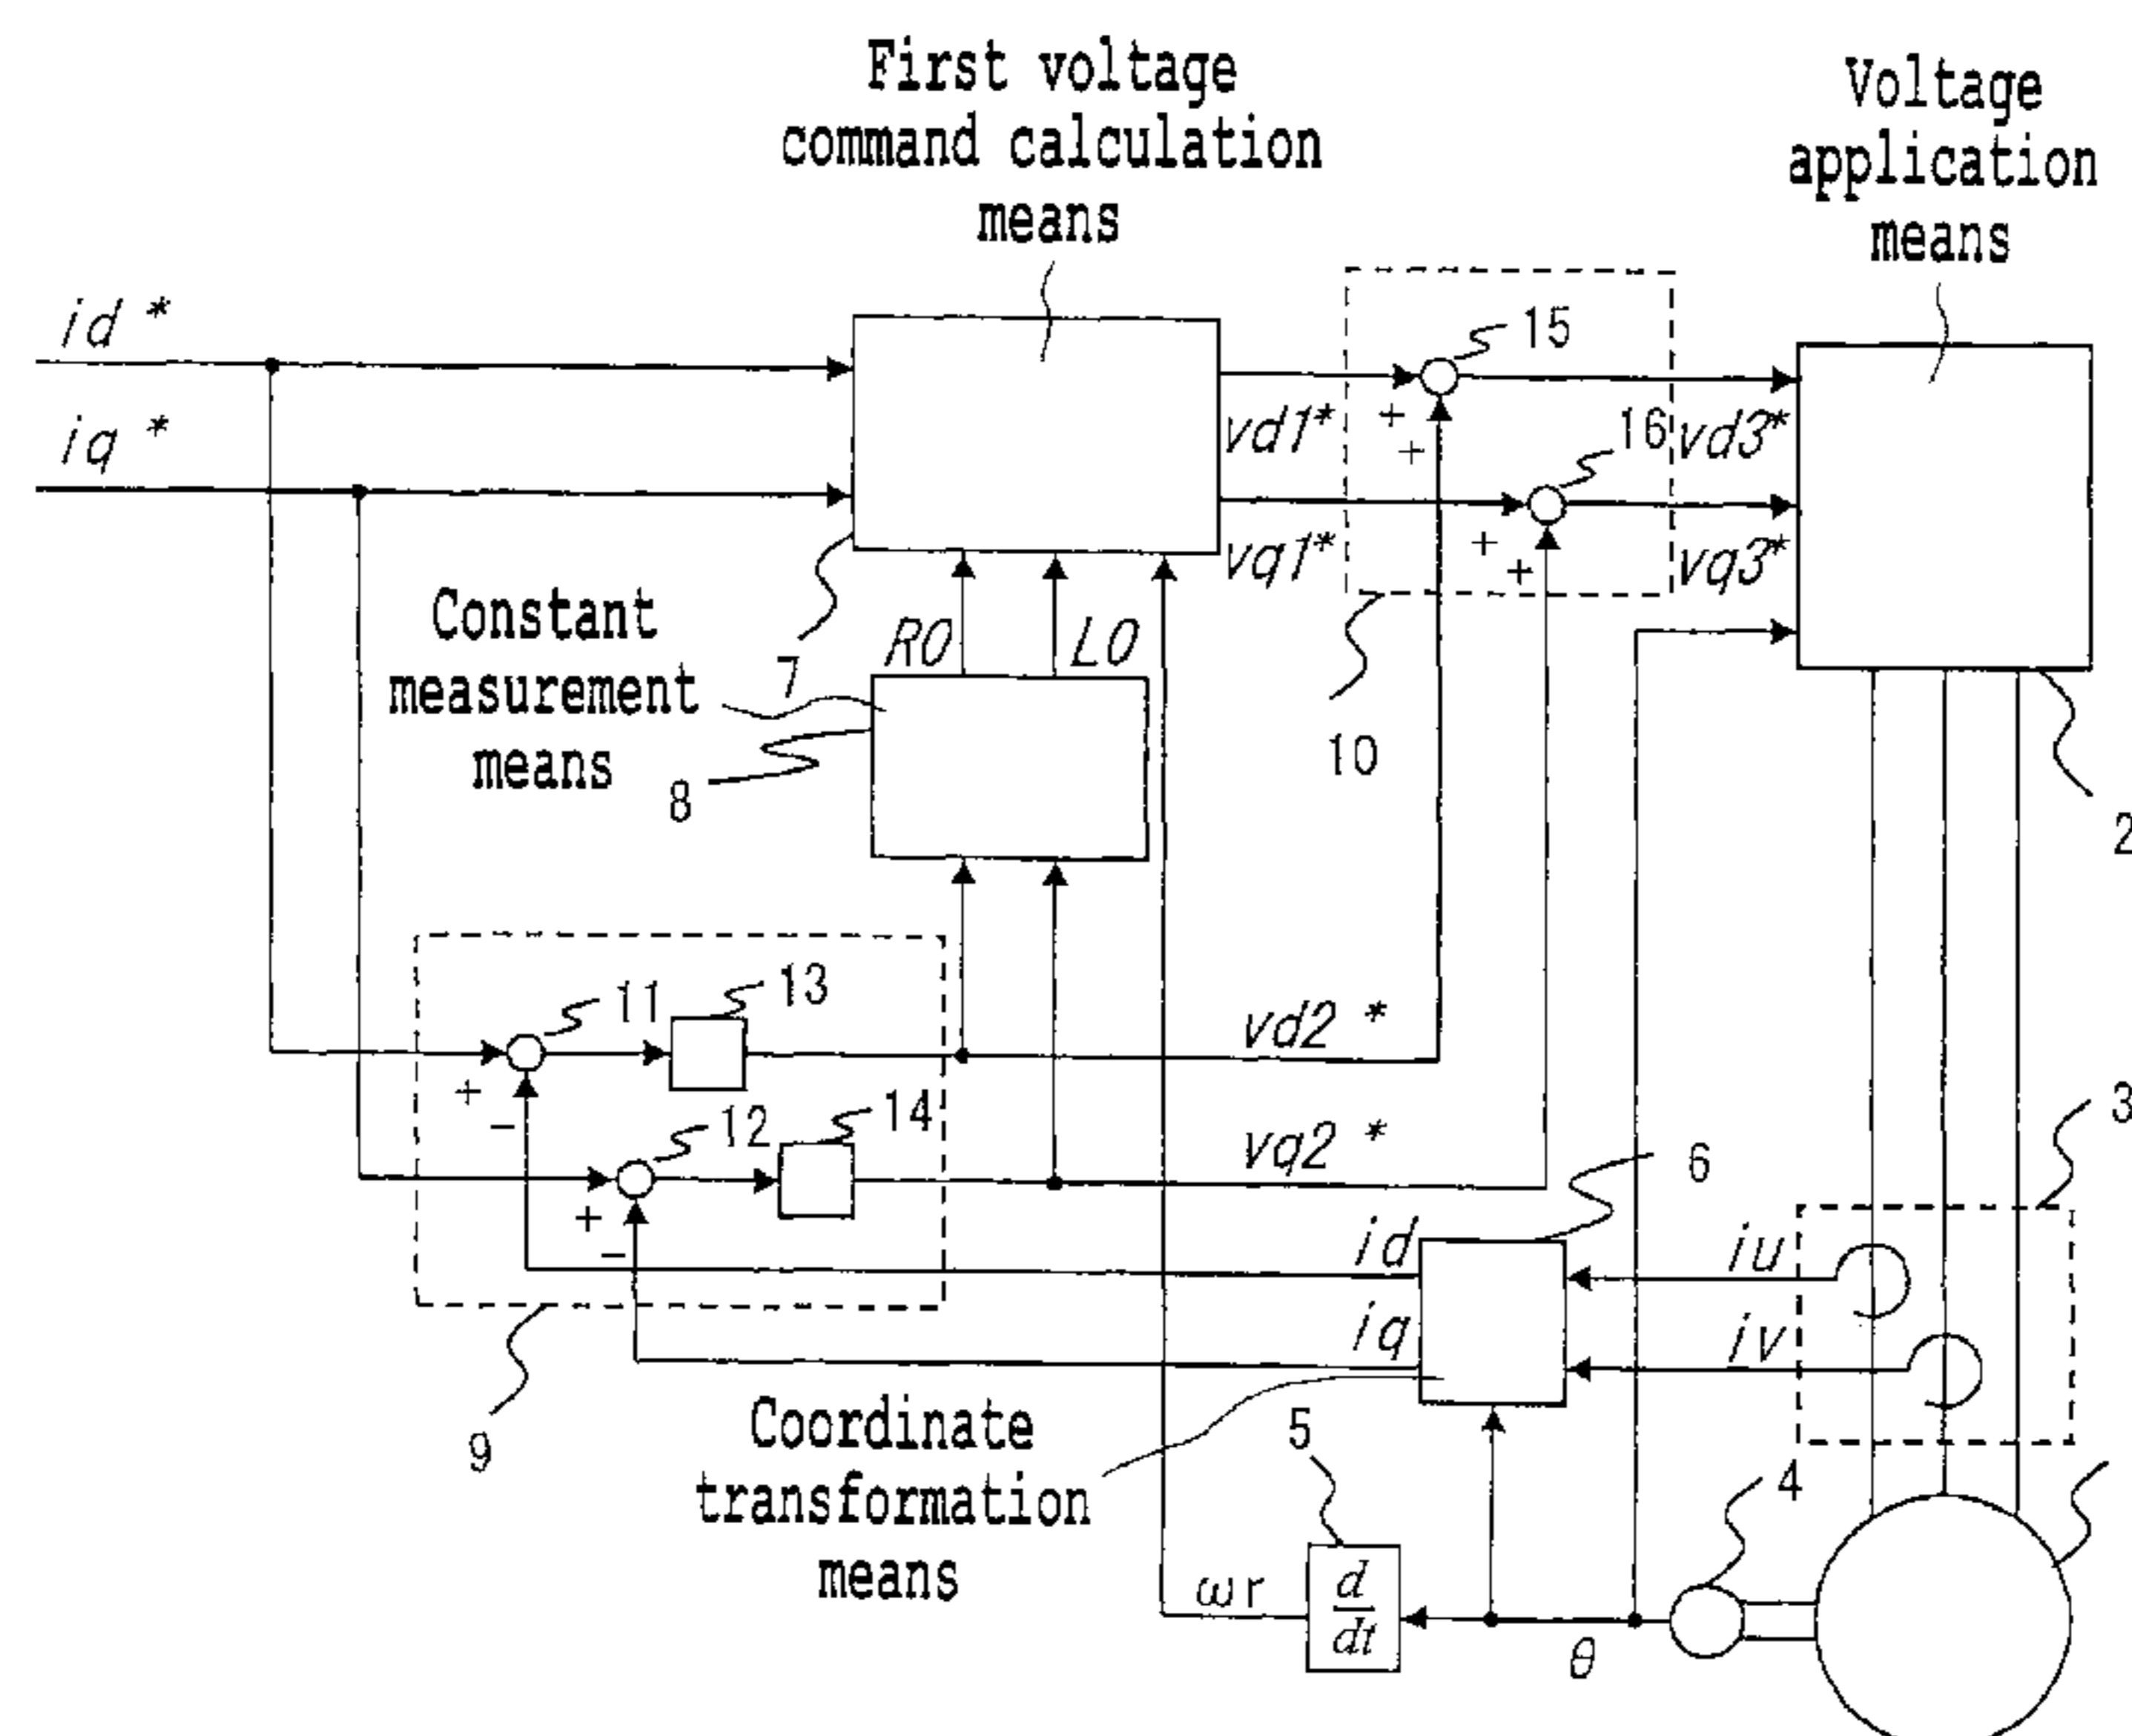 First voltage
command calculation
means
Voltage
application
means
id *
iq *
15
16
vd1*
vd3*
+
+
vq1*
vq3*
+
+
Constant
measurement
means
7
R0
L0
10
8
2
11
13
vd2 *
+
−
12
14
vq2 *
3
6
+
−
id
iu
iq
iv
9
Coordinate
transformation
means
5
4
ωr
d
dt
θ